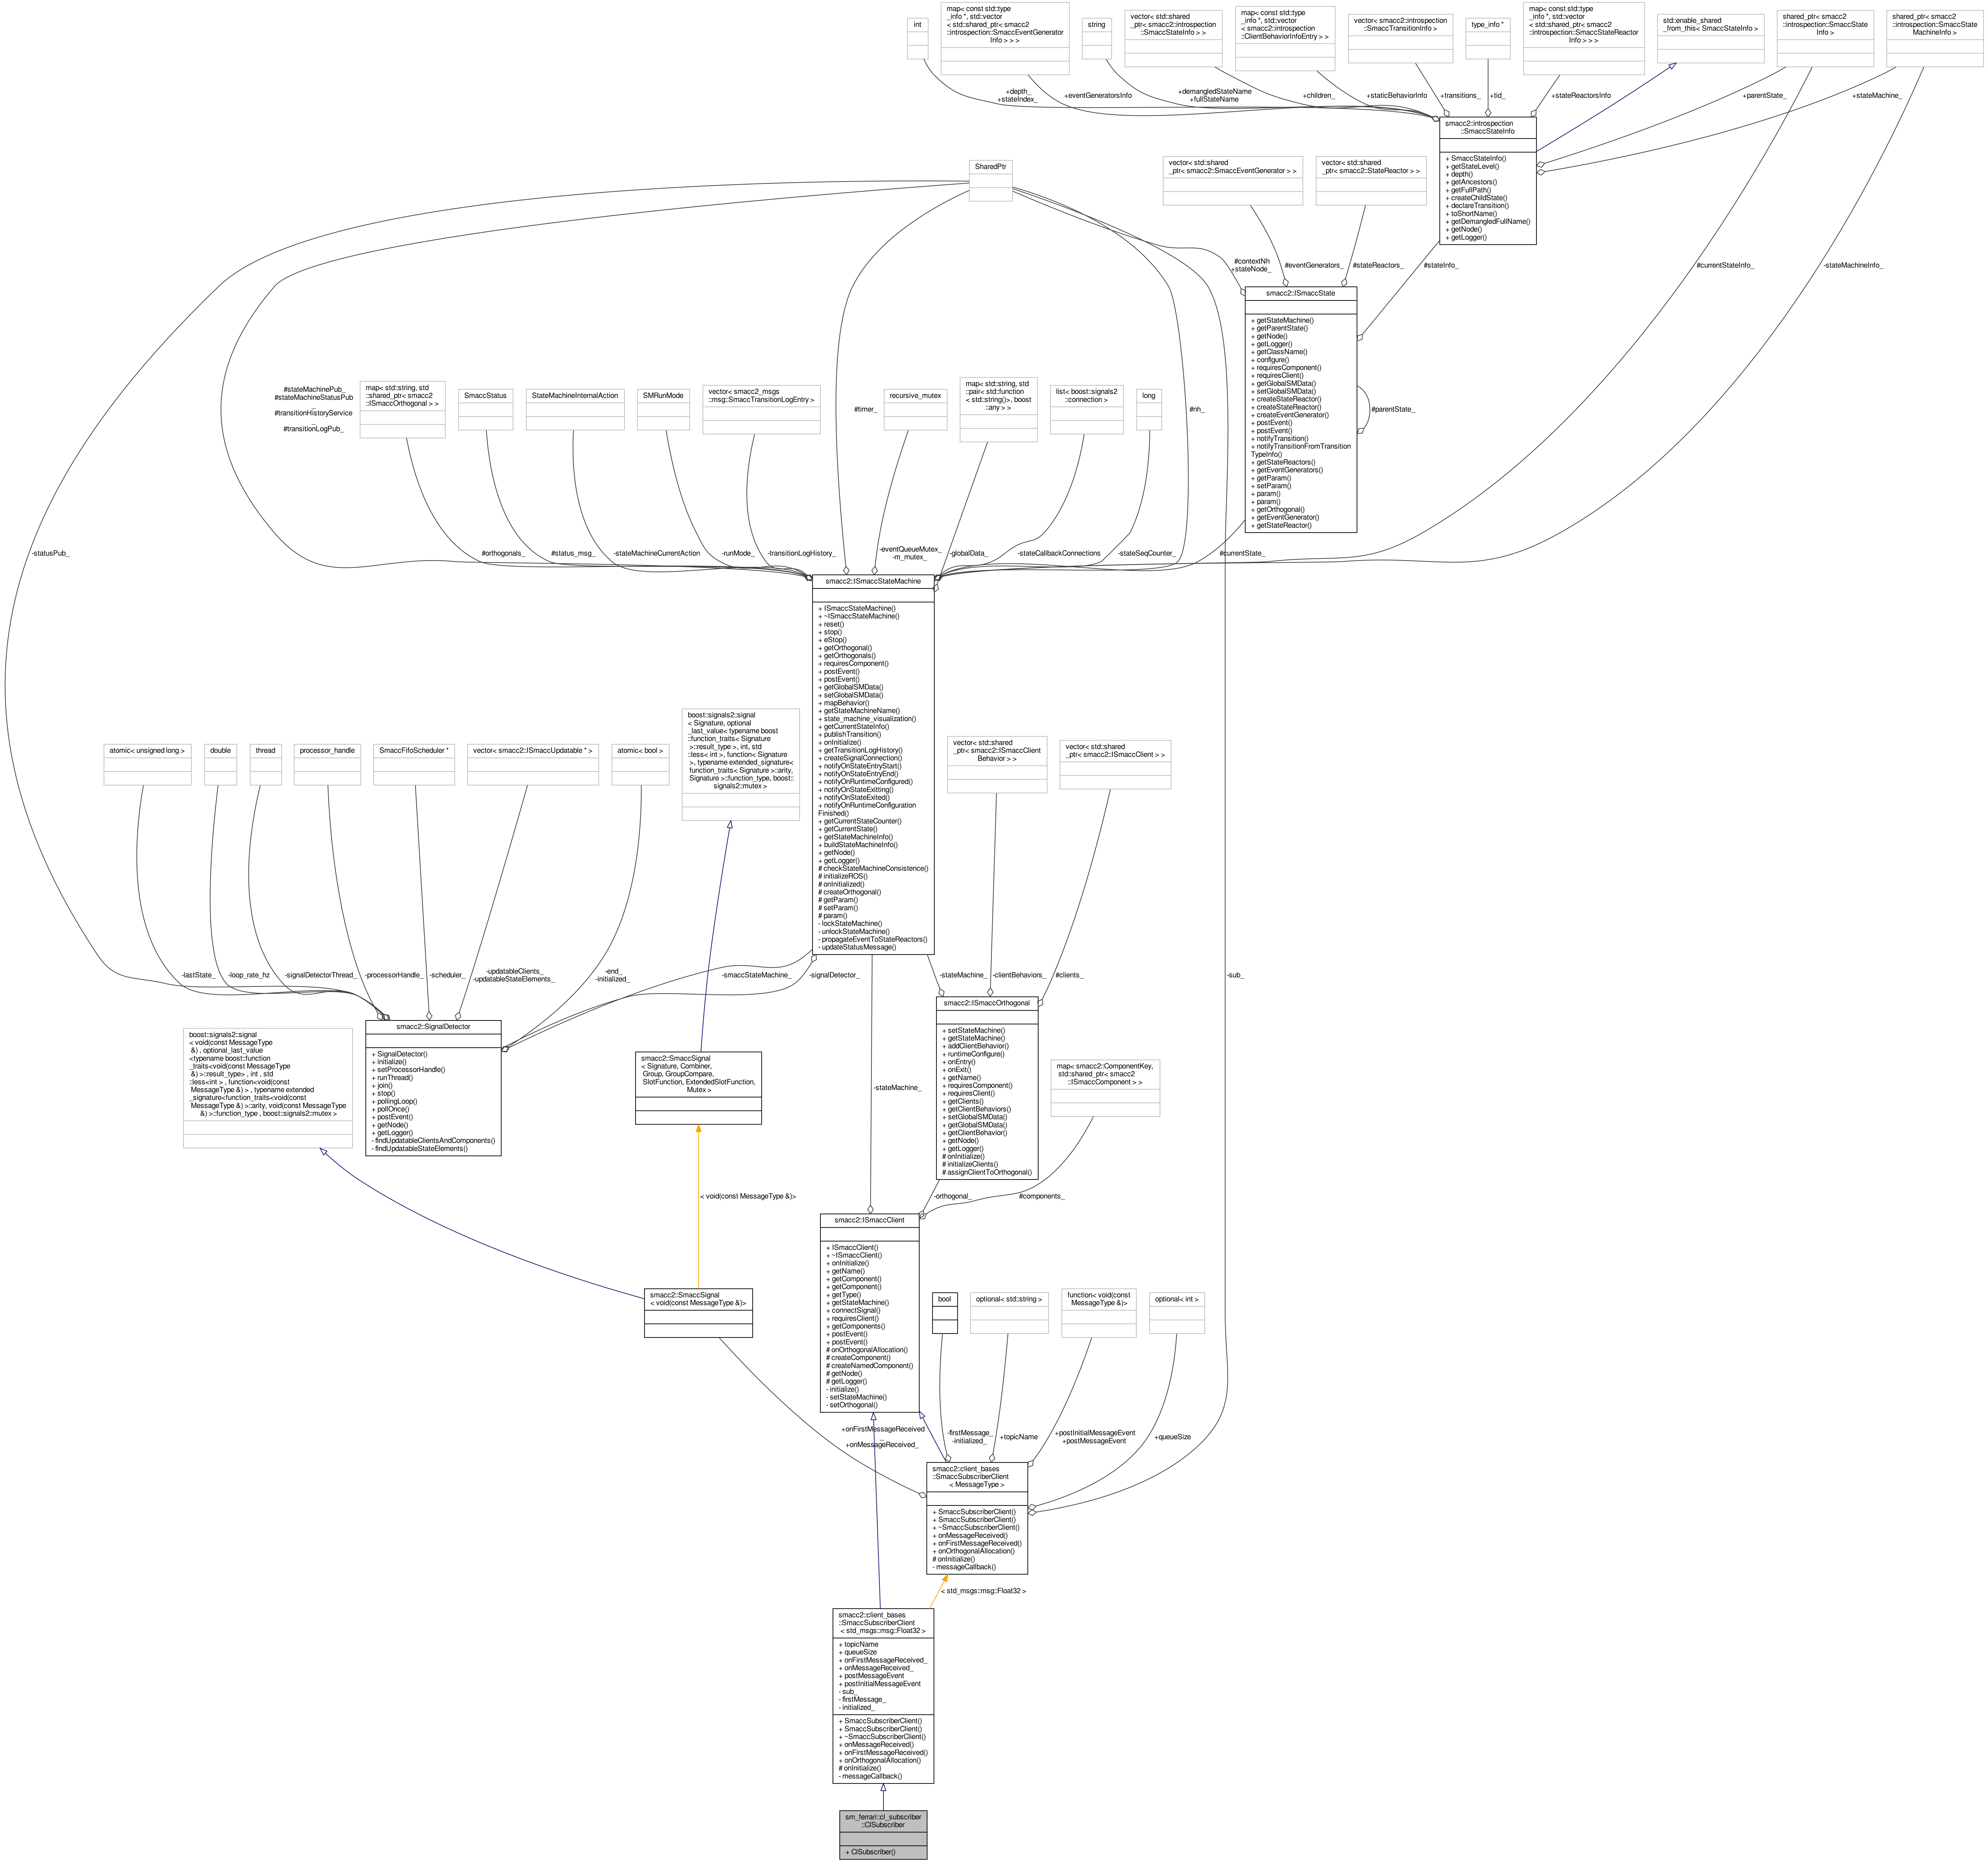 int
map< const std::type
_info *, std::vector
< std::shared_ptr< smacc2
::introspection::SmaccEventGenerator
Info > > >
string
vector< std::shared
_ptr< smacc2::introspection
::SmaccStateInfo > >
map< const std::type
_info *, std::vector
< smacc2::introspection
::ClientBehaviorInfoEntry > >
vector< smacc2::introspection
::SmaccTransitionInfo >
type_info *
map< const std::type
_info *, std::vector
< std::shared_ptr< smacc2
::introspection::SmaccStateReactor
Info > > >
std::enable_shared
_from_this< SmaccStateInfo >
shared_ptr< smacc2
::introspection::SmaccState
Info >
shared_ptr< smacc2
::introspection::SmaccState
MachineInfo >
+depth_
+stateIndex_
+eventGeneratorsInfo
+demangledStateName
+fullStateName
+children_
+staticBehaviorInfo
+transitions_
+tid_
+stateReactorsInfo
+parentState_
+stateMachine_
smacc2::introspection
::SmaccStateInfo
+ SmaccStateInfo()
+ getStateLevel()
+ depth()
+ getAncestors()
+ getFullPath()
+ createChildState()
+ declareTransition()
+ toShortName()
+ getDemangledFullName()
+ getNode()
+ getLogger()
SharedPtr
vector< std::shared
_ptr< smacc2::SmaccEventGenerator > >
vector< std::shared
_ptr< smacc2::StateReactor > >
#contextNh
+stateNode_
#eventGenerators_
#stateReactors_
#stateInfo_
#currentStateInfo_
-stateMachineInfo_
smacc2::ISmaccState
+ getStateMachine()
+ getParentState()
+ getNode()
+ getLogger()
+ getClassName()
+ configure()
+ requiresComponent()
+ requiresClient()
+ getGlobalSMData()
+ setGlobalSMData()
+ createStateReactor()
+ createStateReactor()
+ createEventGenerator()
+ postEvent()
+ postEvent()
+ notifyTransition()
+ notifyTransitionFromTransition
TypeInfo()
+ getStateReactors()
+ getEventGenerators()
+ getParam()
+ setParam()
+ param()
+ param()
+ getOrthogonal()
+ getEventGenerator()
+ getStateReactor()
#parentState_
#stateMachinePub_
#stateMachineStatusPub
_
#transitionHistoryService
_
#transitionLogPub_
map< std::string, std
::shared_ptr< smacc2
::ISmaccOrthogonal > >
SmaccStatus
StateMachineInternalAction
SMRunMode
vector< smacc2_msgs
::msg::SmaccTransitionLogEntry >
#timer_
recursive_mutex
map< std::string, std
::pair< std::function
< std::string()>, boost
::any > >
list< boost::signals2
::connection >
long
#nh_
-statusPub_
#orthogonals_
#status_msg_
-stateMachineCurrentAction
-runMode_
-transitionLogHistory_
-eventQueueMutex_
-m_mutex_
-globalData_
-stateCallbackConnections
-stateSeqCounter_
#currentState_
smacc2::ISmaccStateMachine
+ ISmaccStateMachine()
+ ~ISmaccStateMachine()
+ reset()
+ stop()
+ eStop()
+ getOrthogonal()
+ getOrthogonals()
+ requiresComponent()
+ postEvent()
+ postEvent()
+ getGlobalSMData()
+ setGlobalSMData()
+ mapBehavior()
+ getStateMachineName()
+ state_machine_visualization()
+ getCurrentStateInfo()
+ publishTransition()
+ onInitialize()
+ getTransitionLogHistory()
+ createSignalConnection()
+ notifyOnStateEntryStart()
+ notifyOnStateEntryEnd()
+ notifyOnRuntimeConfigured()
+ notifyOnStateExitting()
+ notifyOnStateExited()
+ notifyOnRuntimeConfiguration
Finished()
+ getCurrentStateCounter()
+ getCurrentState()
+ getStateMachineInfo()
+ buildStateMachineInfo()
+ getNode()
+ getLogger()
# checkStateMachineConsistence()
# initializeROS()
# onInitialized()
# createOrthogonal()
# getParam()
# setParam()
# param()
- lockStateMachine()
- unlockStateMachine()
- propagateEventToStateReactors()
- updateStatusMessage()
boost::signals2::signal
< Signature, optional
_last_value< typename boost
::function_traits< Signature
>::result_type >, int, std
::less< int >, function< Signature
>, typename extended_signature<
function_traits< Signature >::arity,
Signature >::function_type, boost::
signals2::mutex >
atomic< unsigned long >
double
thread
processor_handle
SmaccFifoScheduler *
vector< smacc2::ISmaccUpdatable * >
atomic< bool >
vector< std::shared
_ptr< smacc2::ISmaccClient
Behavior > >
vector< std::shared
_ptr< smacc2::ISmaccClient > >
-lastState_
-loop_rate_hz
-signalDetectorThread_
-processorHandle_
-scheduler_
-updatableClients_
-updatableStateElements_
-end_
-initialized_
-smaccStateMachine_
-signalDetector_
-stateMachine_
-clientBehaviors_
#clients_
-sub_
smacc2::SignalDetector
+ SignalDetector()
+ initialize()
+ setProcessorHandle()
+ runThread()
+ join()
+ stop()
+ pollingLoop()
+ pollOnce()
+ postEvent()
+ getNode()
+ getLogger()
- findUpdatableClientsAndComponents()
- findUpdatableStateElements()
boost::signals2::signal
< void(const MessageType
&) , optional_last_value
<typename boost::function
_traits<void(const MessageType
&) >::result_type> , int , std
::less<int > , function<void(const
MessageType &) > , typename extended
_signature<function_traits<void(const
MessageType &) >::arity, void(const MessageType
&) >::function_type , boost::signals2::mutex >
smacc2::SmaccSignal
< Signature, Combiner,
Group, GroupCompare,
SlotFunction, ExtendedSlotFunction,
Mutex >
-stateMachine_
smacc2::ISmaccOrthogonal
+ setStateMachine()
+ getStateMachine()
+ addClientBehavior()
+ runtimeConfigure()
+ onEntry()
+ onExit()
+ getName()
+ requiresComponent()
+ requiresClient()
+ getClients()
+ getClientBehaviors()
+ setGlobalSMData()
+ getGlobalSMData()
+ getClientBehavior()
+ getNode()
+ getLogger()
# onInitialize()
# initializeClients()
# assignClientToOrthogonal()
map< smacc2::ComponentKey,
std::shared_ptr< smacc2
::ISmaccComponent > >
< void(const MessageType &)>
-orthogonal_
#components_
smacc2::ISmaccClient
+ ISmaccClient()
+ ~ISmaccClient()
+ onInitialize()
+ getName()
+ getComponent()
+ getComponent()
+ getType()
+ getStateMachine()
+ connectSignal()
+ requiresClient()
+ getComponents()
+ postEvent()
+ postEvent()
# onOrthogonalAllocation()
# createComponent()
# createNamedComponent()
# getNode()
# getLogger()
- initialize()
- setStateMachine()
- setOrthogonal()
smacc2::SmaccSignal
< void(const MessageType &)>
bool
optional< std::string >
function< void(const
MessageType &)>
optional< int >
+onFirstMessageReceived
_
+onMessageReceived_
-firstMessage_
-initialized_
+topicName
+postInitialMessageEvent
+postMessageEvent
+queueSize
smacc2::client_bases
::SmaccSubscriberClient
< MessageType >
+ SmaccSubscriberClient()
+ SmaccSubscriberClient()
+ ~SmaccSubscriberClient()
+ onMessageReceived()
+ onFirstMessageReceived()
+ onOrthogonalAllocation()
# onInitialize()
- messageCallback()
< std_msgs::msg::Float32 >
smacc2::client_bases
::SmaccSubscriberClient
< std_msgs::msg::Float32 >
+ topicName
+ queueSize
+ onFirstMessageReceived_
+ onMessageReceived_
+ postMessageEvent
+ postInitialMessageEvent
- sub_
- firstMessage_
- initialized_
+ SmaccSubscriberClient()
+ SmaccSubscriberClient()
+ ~SmaccSubscriberClient()
+ onMessageReceived()
+ onFirstMessageReceived()
+ onOrthogonalAllocation()
# onInitialize()
- messageCallback()
sm_ferrari::cl_subscriber
::ClSubscriber
+ ClSubscriber()